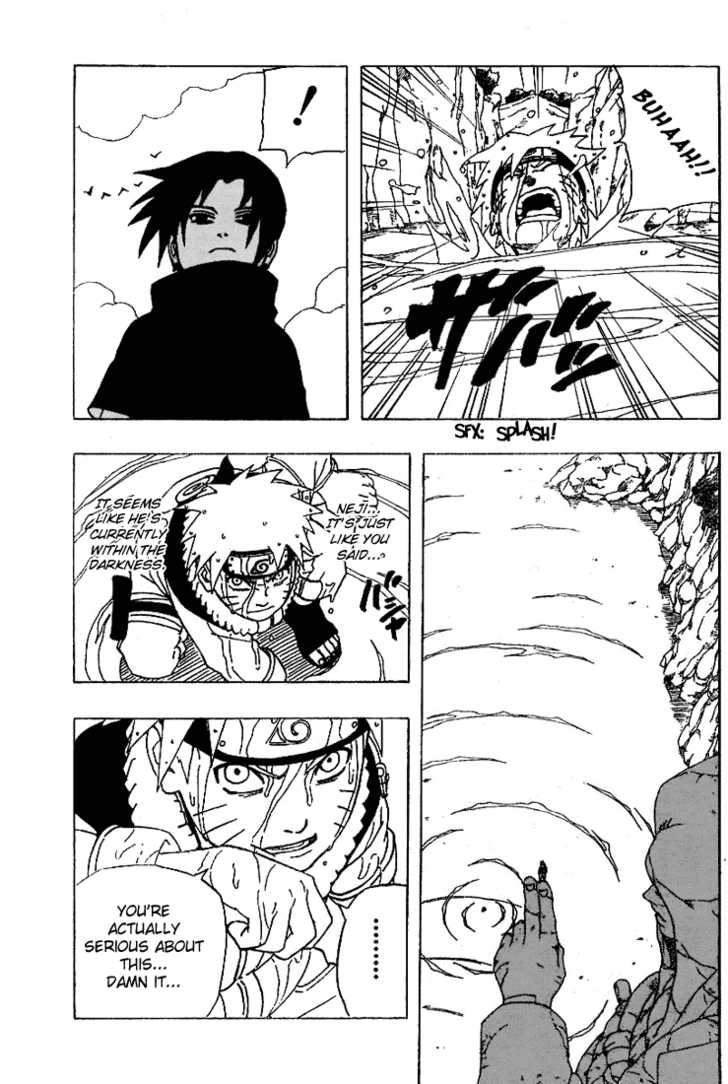 BUHAAH!!
ザババッ
SFX: SPLASH!
!
NEJI...
IT'S JUST
LIKE YOU
SAID...
IT SEEMS
LIKE HE'S
CURRENTLY
WITHIN THE
DARKNESS.
.........
YOU'RE
ACTUALLY
SERIOUS ABOUT
THIS...
DAMN IT...